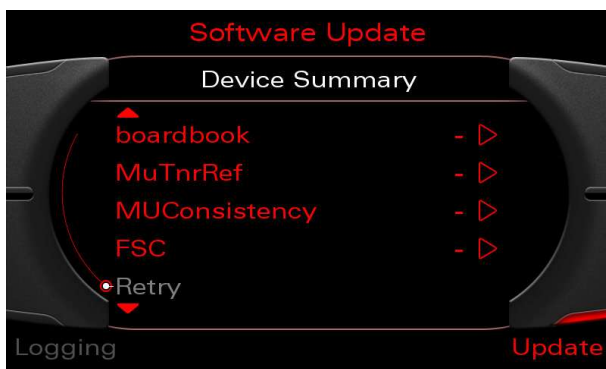 Software Update
Device Summary
boardbook -
MuTnrRef -
MUConsistency -
FSC -
Retry
Logging Update